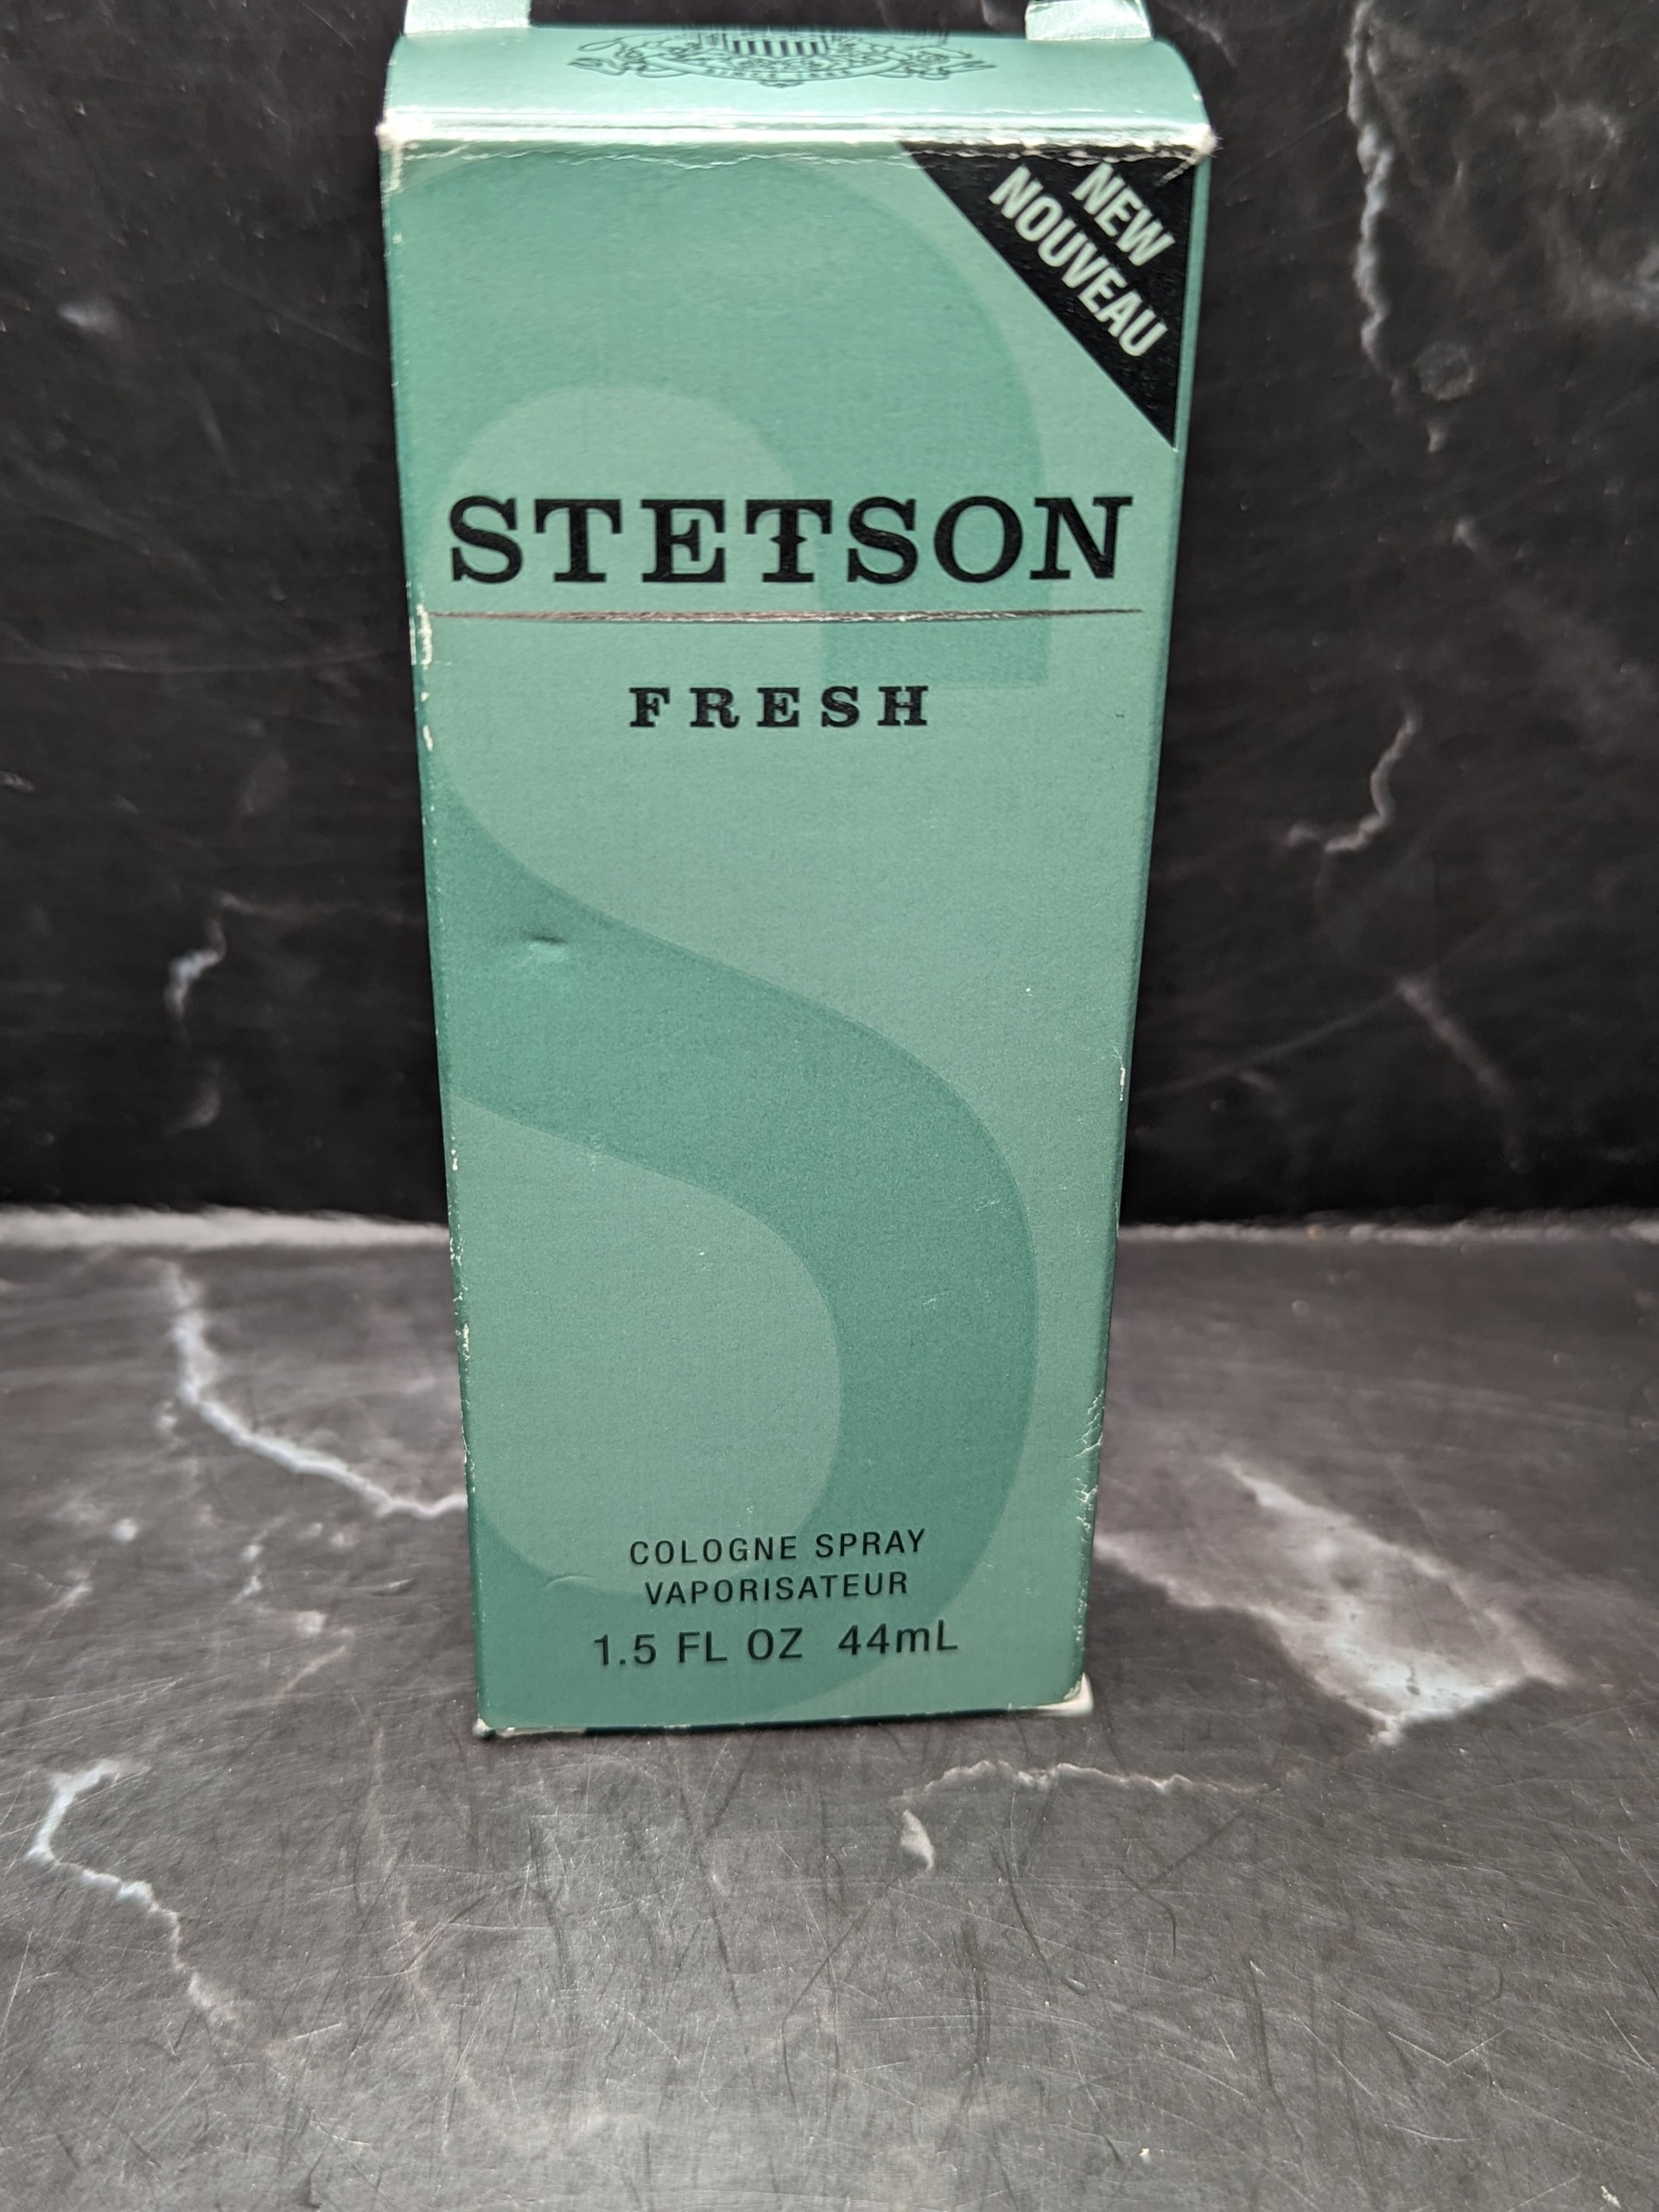 NEW
NOUVEAU
STETSON
FRESH
COLOGNE SPRAY
VAPORISATEUR
1.5 FL OZ 44mL